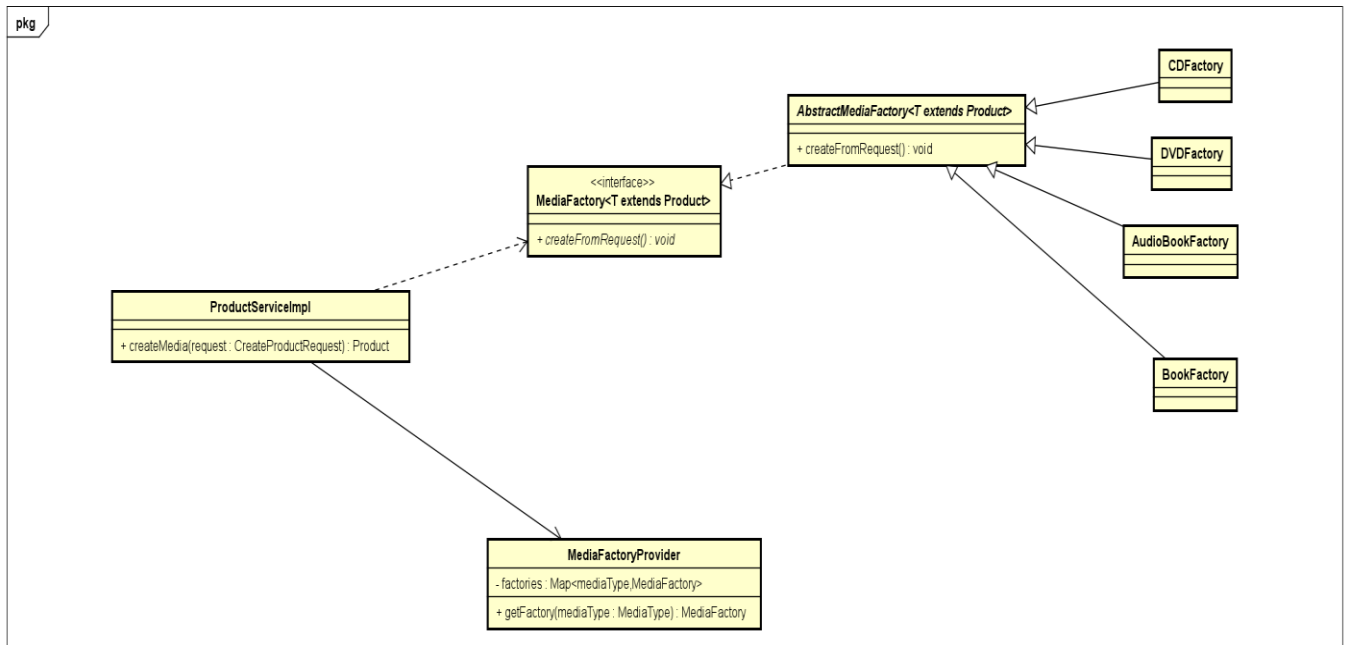 pkg
CDFactory
AbstractMediaFactory<T extends Product>
+ createFromRequest() : void
DVDFactory
<<interface>>
MediaFactory<T extends Product>
+ createFromRequest() : void
AudioBookFactory
ProductServiceImpl
+ createMedia(request : CreateProductRequest) : Product
BookFactory
MediaFactoryProvider
- factories : Map<mediaType,MediaFactory>
+ getFactory(mediaType : MediaType) : MediaFactory